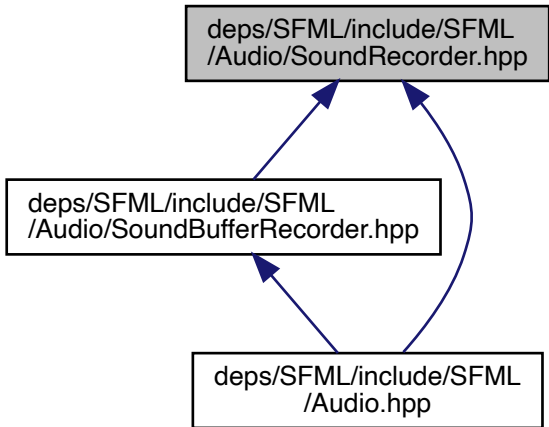 deps/SFML/include/SFML
/Audio/SoundRecorder.hpp
deps/SFML/include/SFML
/Audio/SoundBufferRecorder.hpp
deps/SFML/include/SFML
/Audio.hpp